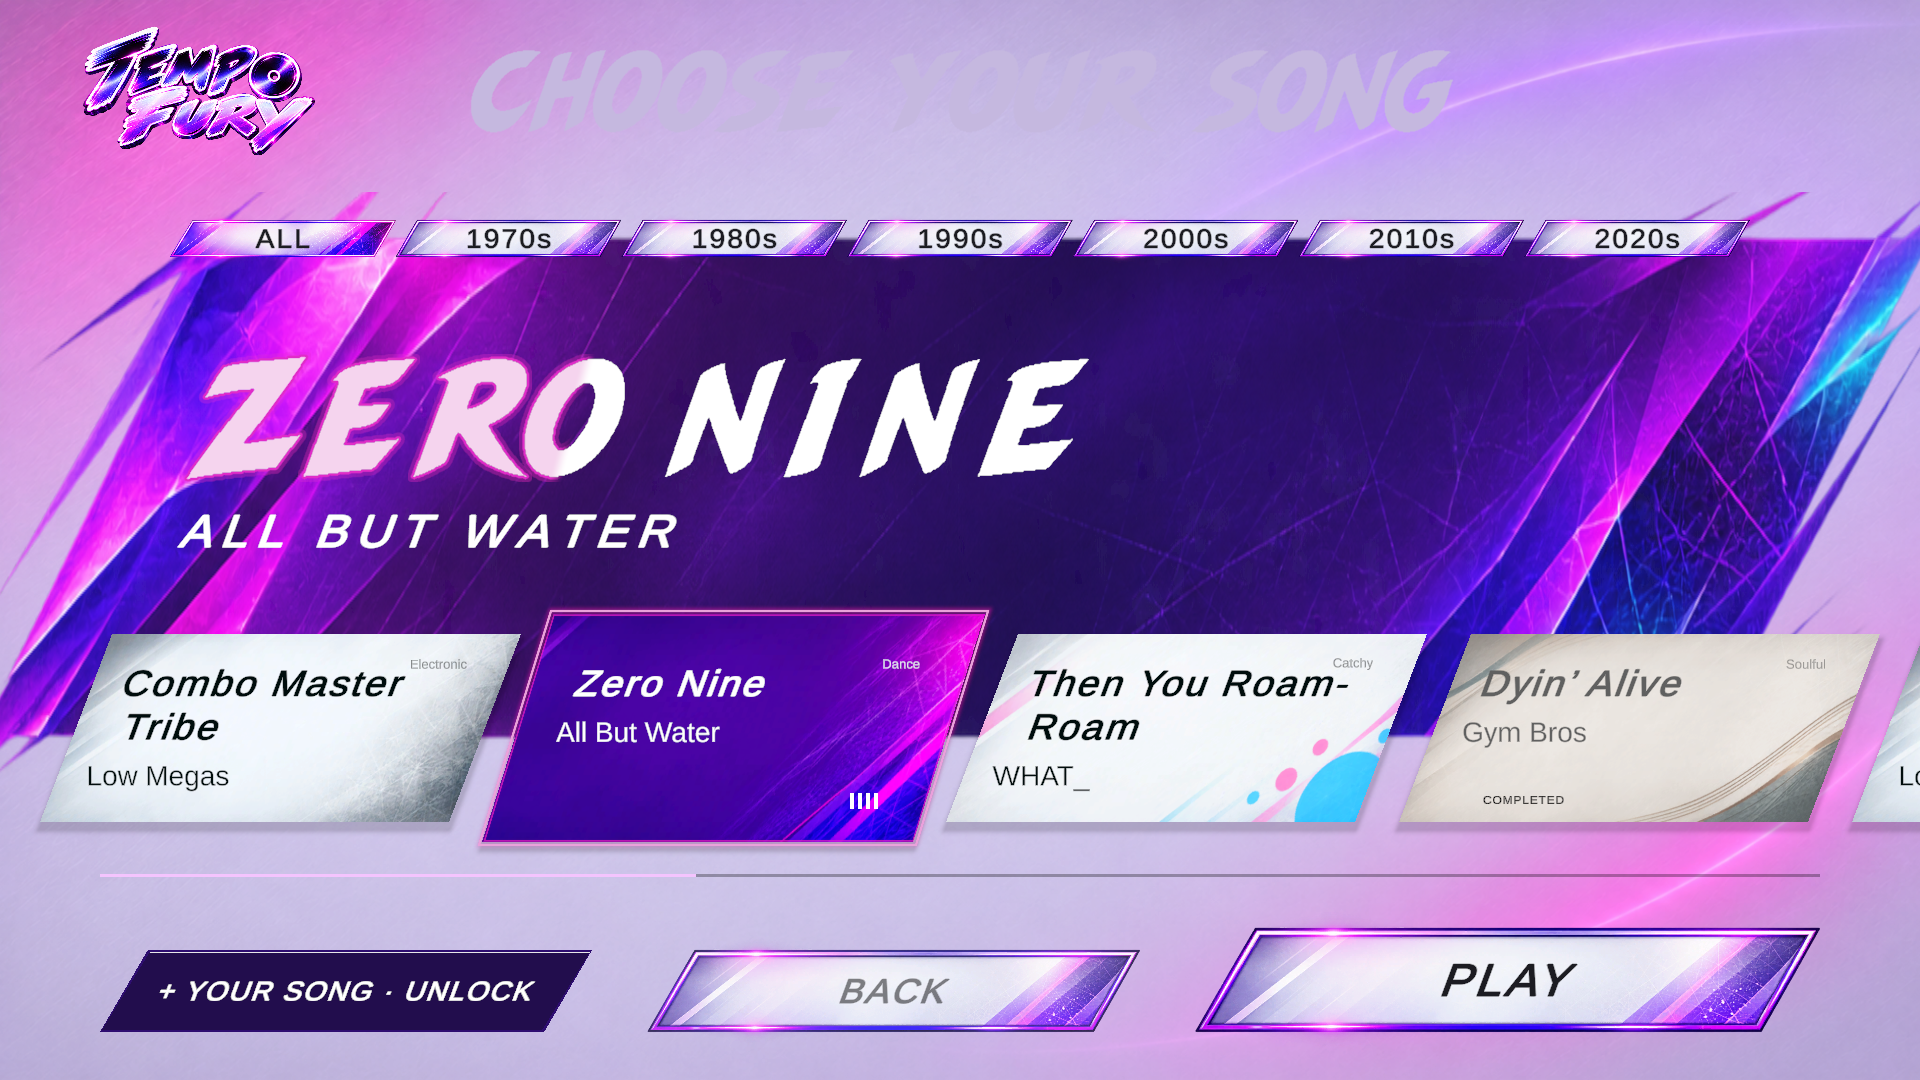 TEMPO
FURY
CHOOSE YOUR SONG
ALL
1970s
1980s
1990s
2000s
2010s
2020s
ZERO NINE
ALL BUT WATER
Electronic
Combo Master
Tribe
Low Megas
Dance
Zero Nine
All But Water
Catchy
Then You Roam-
Roam
WHAT_
Soulful
Dyin’ Alive
Gym Bros
COMPLETED
+ YOUR SONG · UNLOCK
BACK
PLAY